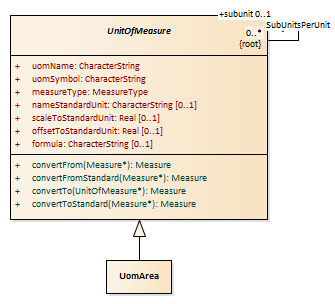 +subunit 0..1
UnitOfMeasure
SubUnitsPerUnit
0..*
{root}
+ uomName: CharacterString
+ uomSymbol: CharacterString
+ measureType: MeasureType
+ nameStandardUnit: CharacterString [0..1]
+ scaleToStandardUnit: Real [0..1]
+ offsetToStandardUnit: Real [0..1]
+ formula: CharacterString [0..1]
+ convertFrom(Measure*): Measure
+ convertFromStandard(Measure*): Measure
+ convertTo(UnitOfMeasure*): Measure
+ convertToStandard(Measure*): Measure
UomArea